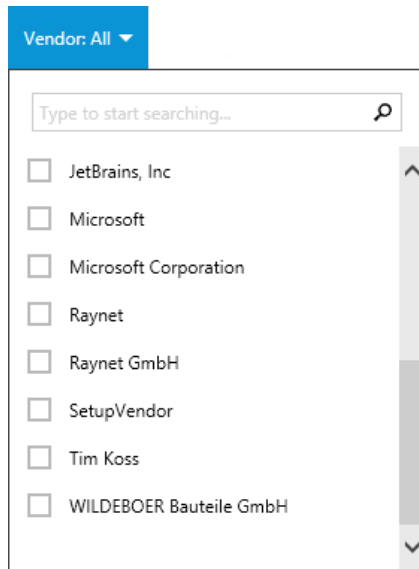 Vendor: All
Type to start searching...
JetBrains, Inc
Microsoft
Microsoft Corporation
Raynet
Raynet GmbH
SetupVendor
Tim Koss
WILDEBOER Bauteile GmbH